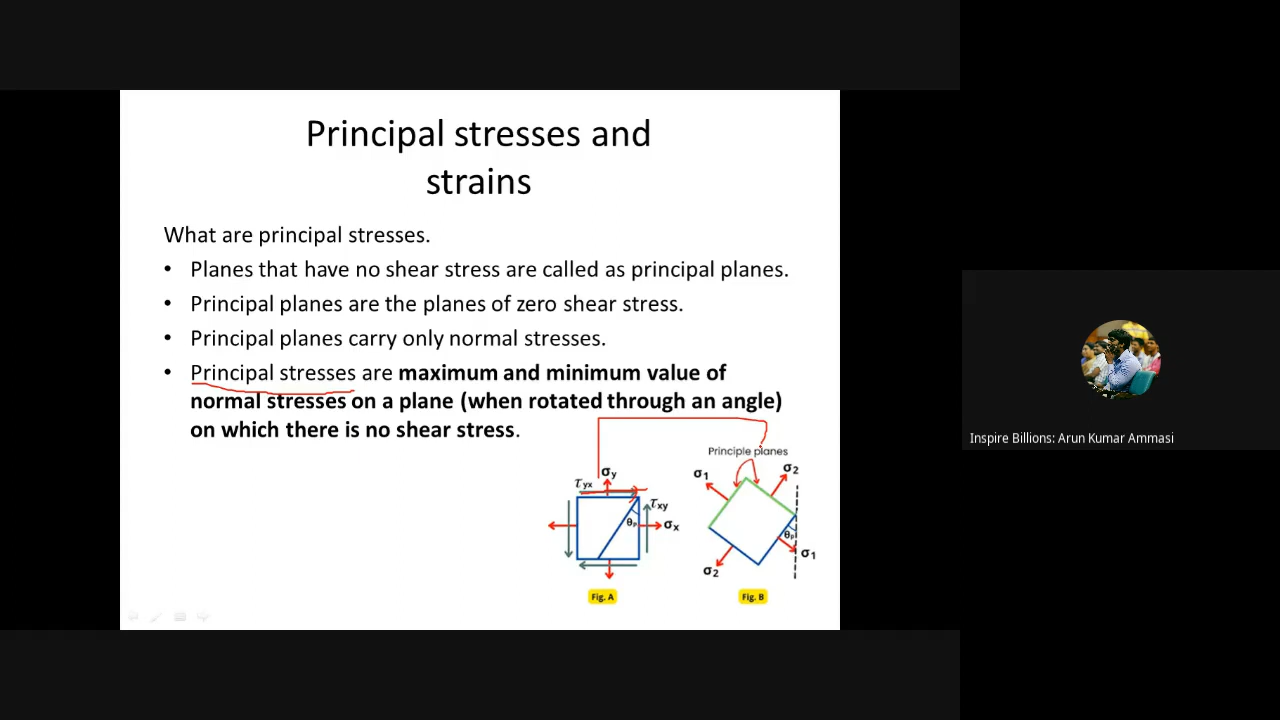 Principal stresses and
strains
What are principal stresses.
• Planes that have no shear stress are called as principal planes.
• Principal planes are the planes of zero shear stress.
• Principal planes carry only normal stresses.
• Principal stresses are maximum and minimum value of
normal stresses on a plane (when rotated through an angle)
on which there is no shear stress.
σy
τyx
τxy
θp
σx
Fig. A
Principle planes
σ1
σ2
θp
σ1
σ2
Fig. B
Inspire Billions: Arun Kumar Ammasi